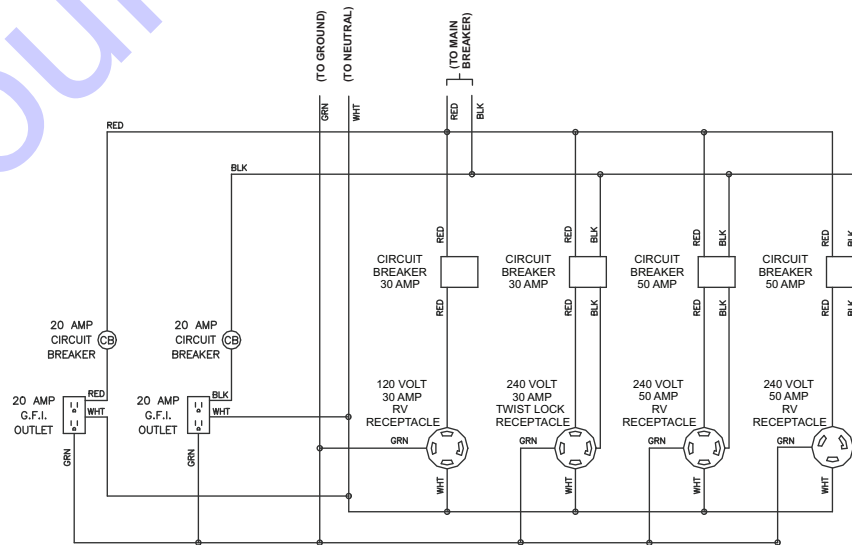 our
(TO GROUND)
(TO NEUTRAL)
(TO MAIN
BREAKER)
GRN
WHT
RED
BLK
RED
BLK
RED
RED
BLK
RED
BLK
RED
BLK
CIRCUIT
BREAKER
30 AMP
CIRCUIT
BREAKER
30 AMP
CIRCUIT
BREAKER
50 AMP
CIRCUIT
BREAKER
50 AMP
RED
RED
BLK
RED
BLK
RED
BLK
20 AMP
CIRCUIT
BREAKER
CB
20 AMP
CIRCUIT
BREAKER
CB
20 AMP
G.F.I.
OUTLET
RED
WHT
GRN
20 AMP
G.F.I.
OUTLET
BLK
WHT
GRN
120 VOLT
30 AMP
RV
RECEPTACLE
GRN
WHT
240 VOLT
30 AMP
TWIST LOCK
RECEPTACLE
GRN
WHT
240 VOLT
50 AMP
RV
RECEPTACLE
GRN
WHT
240 VOLT
50 AMP
RV
RECEPTACLE
GRN
WHT